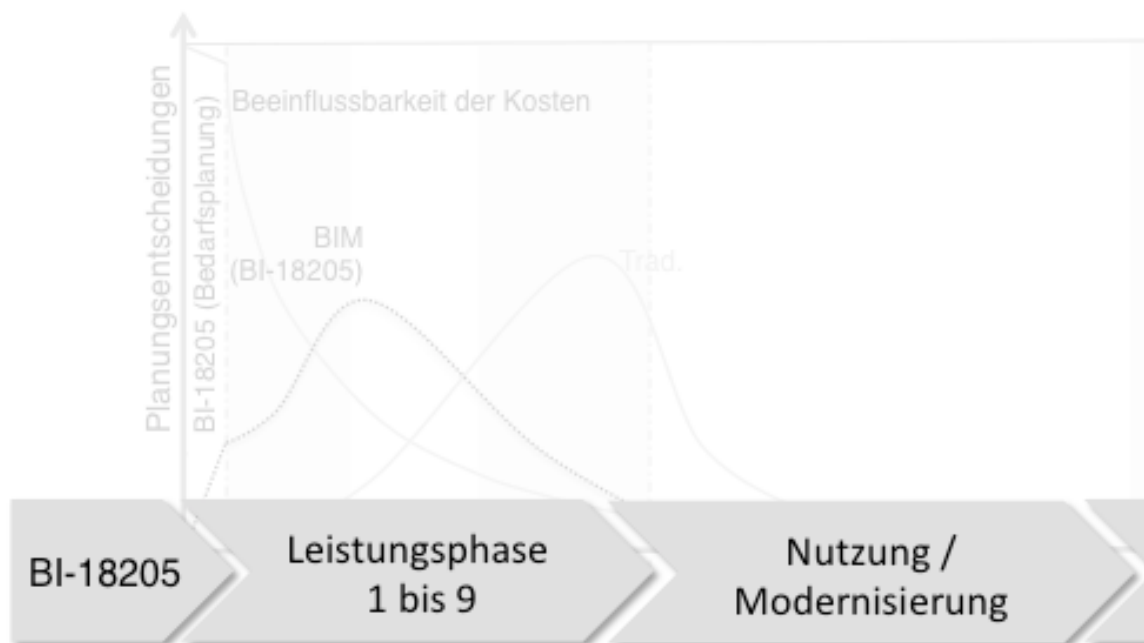 Planungsentscheidungen
BI-18205 (Bedarfsplanung)
Beeinflussbarkeit der Kosten
BIM
(BI-18205)
Trad.
BI-18205
Leistungsphase
1 bis 9
Nutzung /
Modernisierung